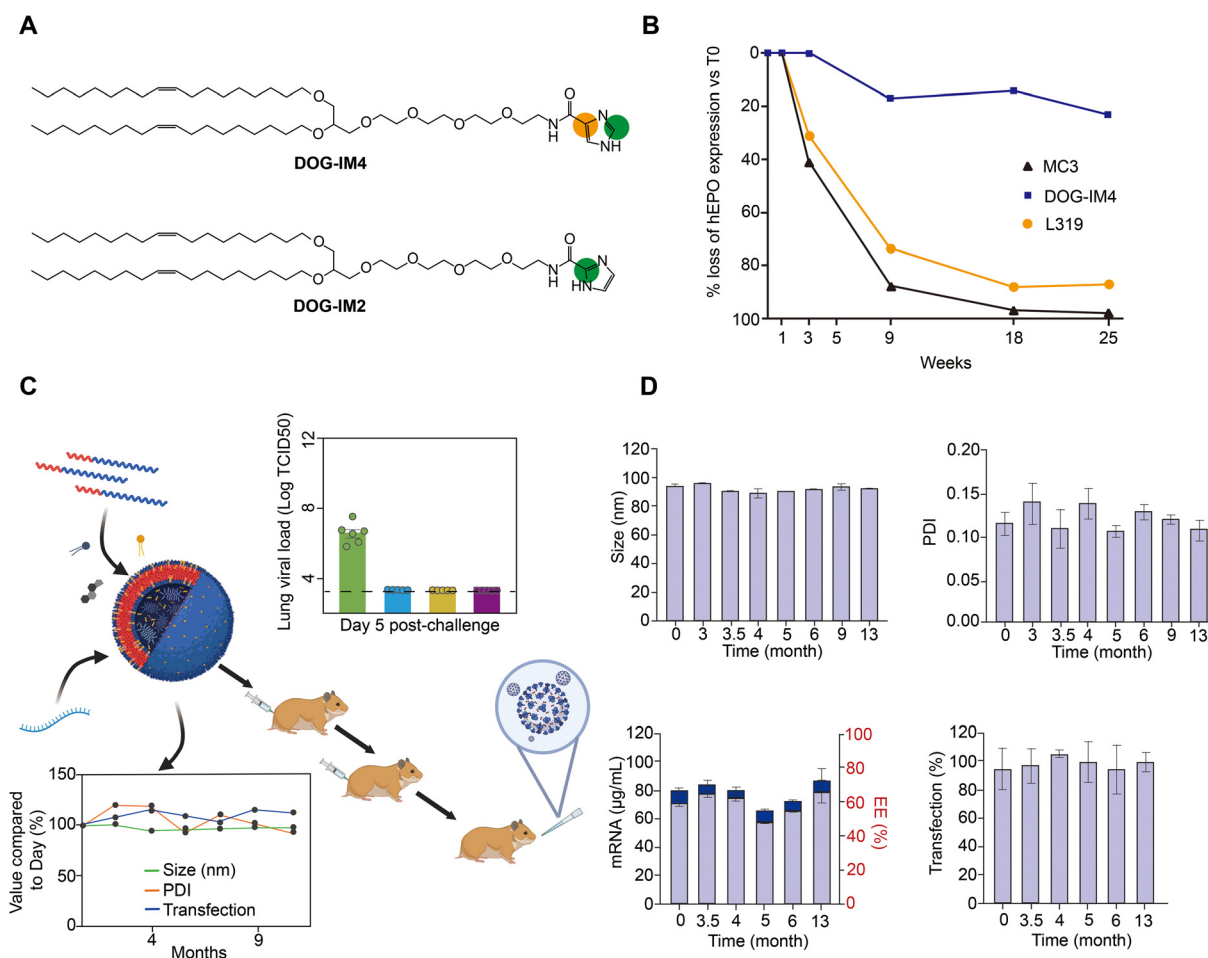 A
O
O
O
O
O
O
N
H
O
N
NH
DOG-IM4
O
O
O
O
O
O
N
H
O
N
HN
DOG-IM2
B
% loss of hEPO expression vs T0
0
20
40
60
80
100
1 3 5 9 18 25
Weeks
MC3
DOG-IM4
L319
C
Lung viral load (Log TCID50)
12
8
4
Day 5 post-challenge
Value compared
to Day (%)
150
100
50
0
Size (nm)
PDI
Transfection
4 9
Months
D
Size (nm)
120
100
80
60
40
20
0
0 3 3.5 4 5 6 9 13
Time (month)
PDI
0.20
0.15
0.10
0.05
0.00
0 3 3.5 4 5 6 9 13
Time (month)
mRNA (µg/mL)
120
100
80
60
40
20
0
100
80
60
40
20
0
EE (%)
0 3.5 4 5 6 13
Time (month)
Transfection (%)
120
100
80
60
40
20
0
0 3.5 4 5 6 13
Time (month)